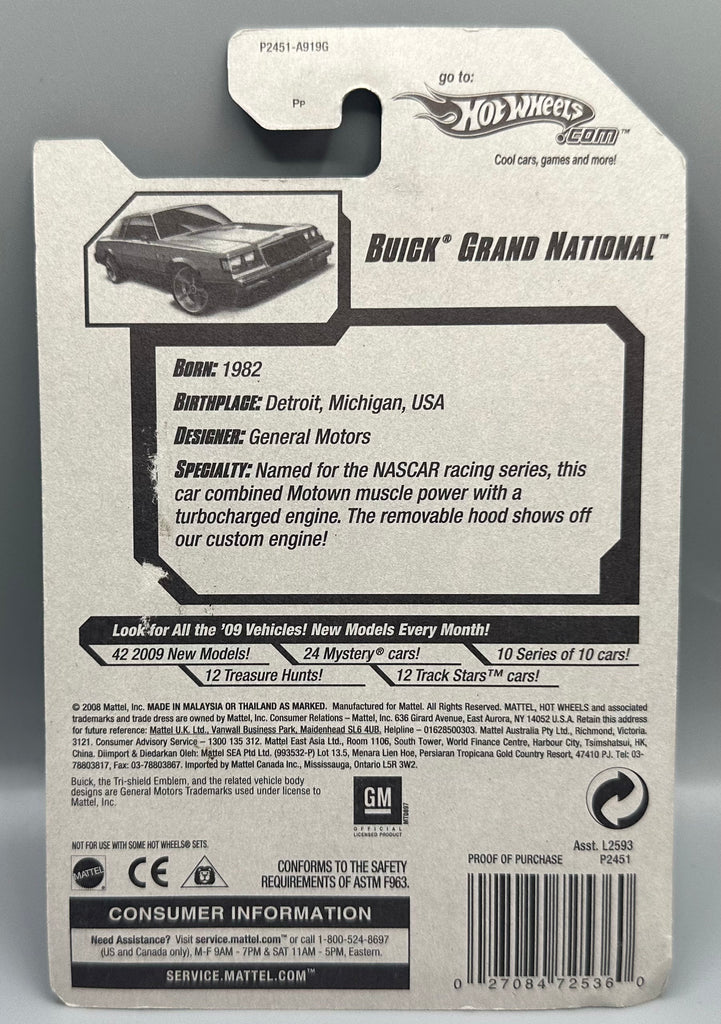 P2451-A919G
Pp
go to:
HOT WHEELS
.COM™
Cool cars, games and more!
BUICK® GRAND NATIONAL™
BORN: 1982
BIRTHPLACE: Detroit, Michigan, USA
DESIGNER: General Motors
SPECIALTY: Named for the NASCAR racing series, this
car combined Motown muscle power with a
turbocharged engine. The removable hood shows off
our custom engine!
Look for All the '09 Vehicles! New Models Every Month!
42 2009 New Models! 24 Mystery® cars! 10 Series of 10 cars!
12 Treasure Hunts! 12 Track Stars™ cars!
© 2008 Mattel, Inc. MADE IN MALAYSIA OR THAILAND AS MARKED. Manufactured for Mattel. All Rights Reserved. MATTEL, HOT WHEELS and associated
trademarks and trade dress are owned by Mattel, Inc. Consumer Relations – Mattel, Inc. 636 Girard Avenue, East Aurora, NY 14052 U.S.A. Retain this address
for future reference: Mattel U.K. Ltd., Vanwall Business Park, Maidenhead SL6 4UB. Helpline – 01628500303. Mattel Australia Pty Ltd., Richmond, Victoria.
3121. Consumer Advisory Service – 1300 135 312. Mattel East Asia Ltd., Room 1106, South Tower, World Finance Centre, Harbour City, Tsimshatsui, HK,
China. Diimport & Diedarkan Oleh: Mattel SEA Ptd Ltd. (993532-P) Lot 13.5, Menara Lien Hoe, Persiaran Tropicana Gold Country Resort, 47410 PJ. Tel: 03-
78803817, Fax: 03-78803867. Imported by Mattel Canada Inc., Mississauga, Ontario L5R 3W2.
Buick, the Tri-shield Emblem, and the related vehicle body
designs are General Motors Trademarks used under license to
Mattel, Inc.
GM
OFFICIAL
LICENSED PRODUCT
MTD897
NOT FOR USE WITH SOME HOT WHEELS® SETS.
MATTEL
CE
CONFORMS TO THE SAFETY
REQUIREMENTS OF ASTM F963.
Asst. L2593
PROOF OF PURCHASE P2451
CONSUMER INFORMATION
Need Assistance? Visit service.mattel.com™ or call 1-800-524-8697
(US and Canada only), M-F 9AM - 7PM & SAT 11AM - 5PM, Eastern.
SERVICE.MATTEL.COM™
0 27084 72536 0